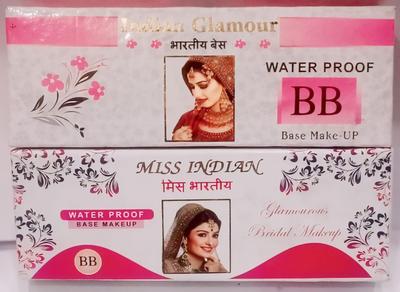 Indian Glamour
भारतीय बेस
WATER PROOF
BB
Base Make-UP
MISS INDIAN
मिस भारतीय
WATER PROOF
BASE MAKEUP
BB
Glamourous
Bridal Makeup